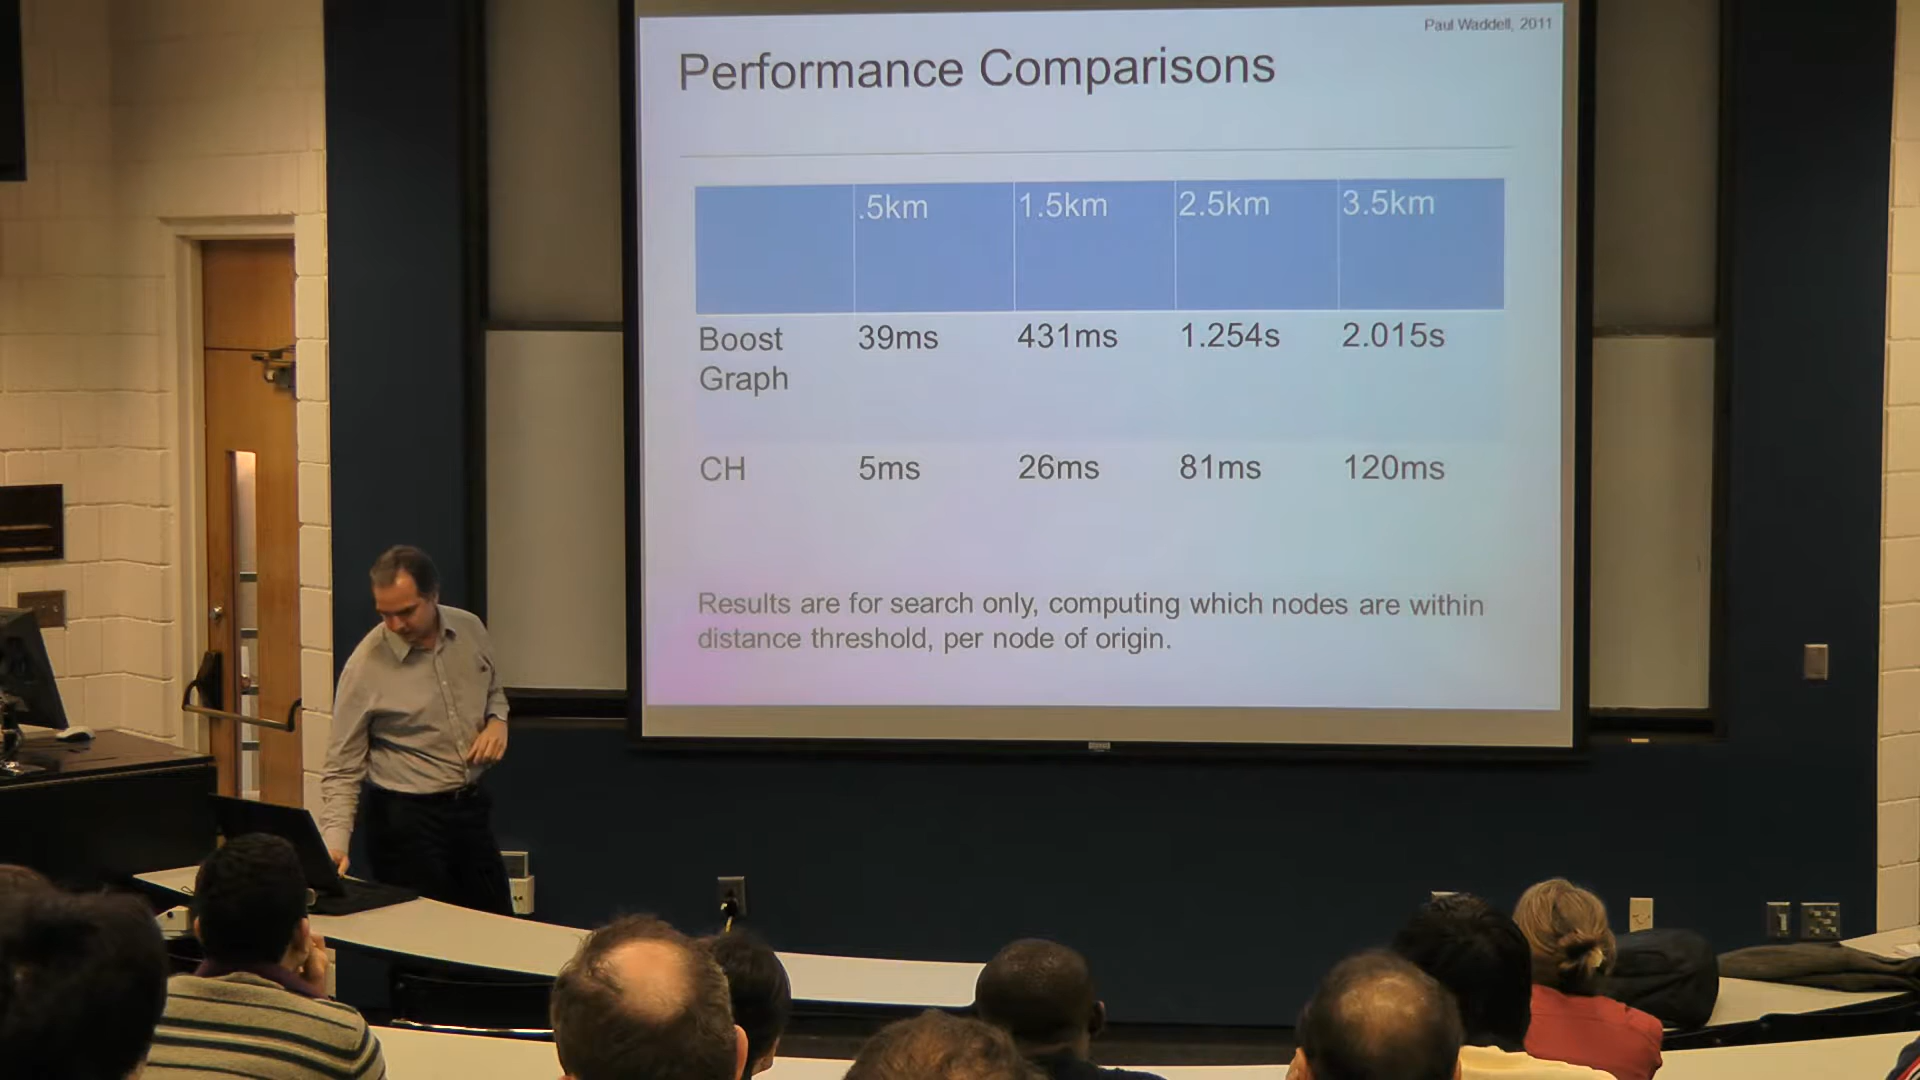 Paul Waddell, 2011
Performance Comparisons
.5km 1.5km 2.5km 3.5km
Boost 39ms 431ms 1.254s 2.015s
Graph
CH 5ms 26ms 81ms 120ms
Results are for search only, computing which nodes are within
distance threshold, per node of origin.